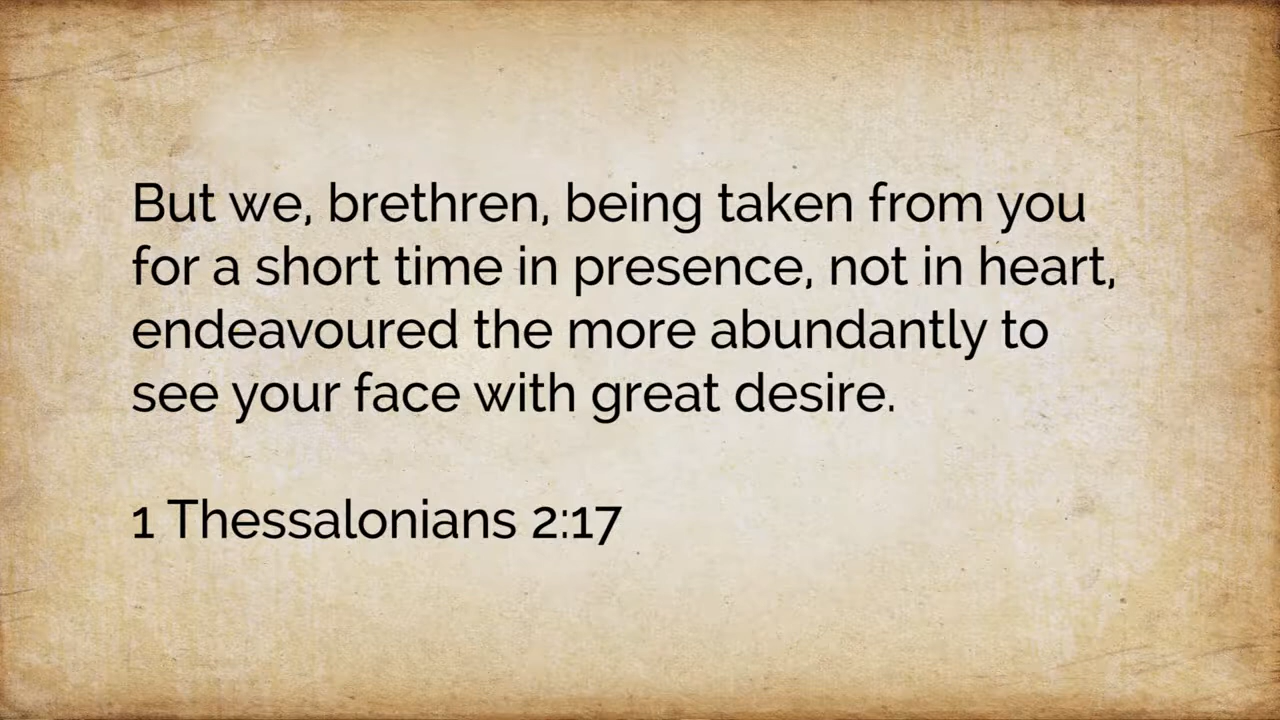 But we, brethren, being taken from you
for a short time in presence, not in heart,
endeavoured the more abundantly to
see your face with great desire.
1 Thessalonians 2:17